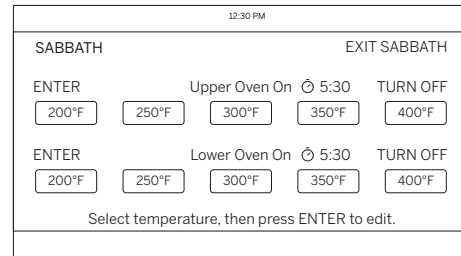 12:30 PM
SABBATH EXIT SABBATH
ENTER Upper Oven On 5:30 TURN OFF
200°F 250°F 300°F 350°F 400°F
ENTER Lower Oven On 5:30 TURN OFF
200°F 250°F 300°F 350°F 400°F
Select temperature, then press ENTER to edit.